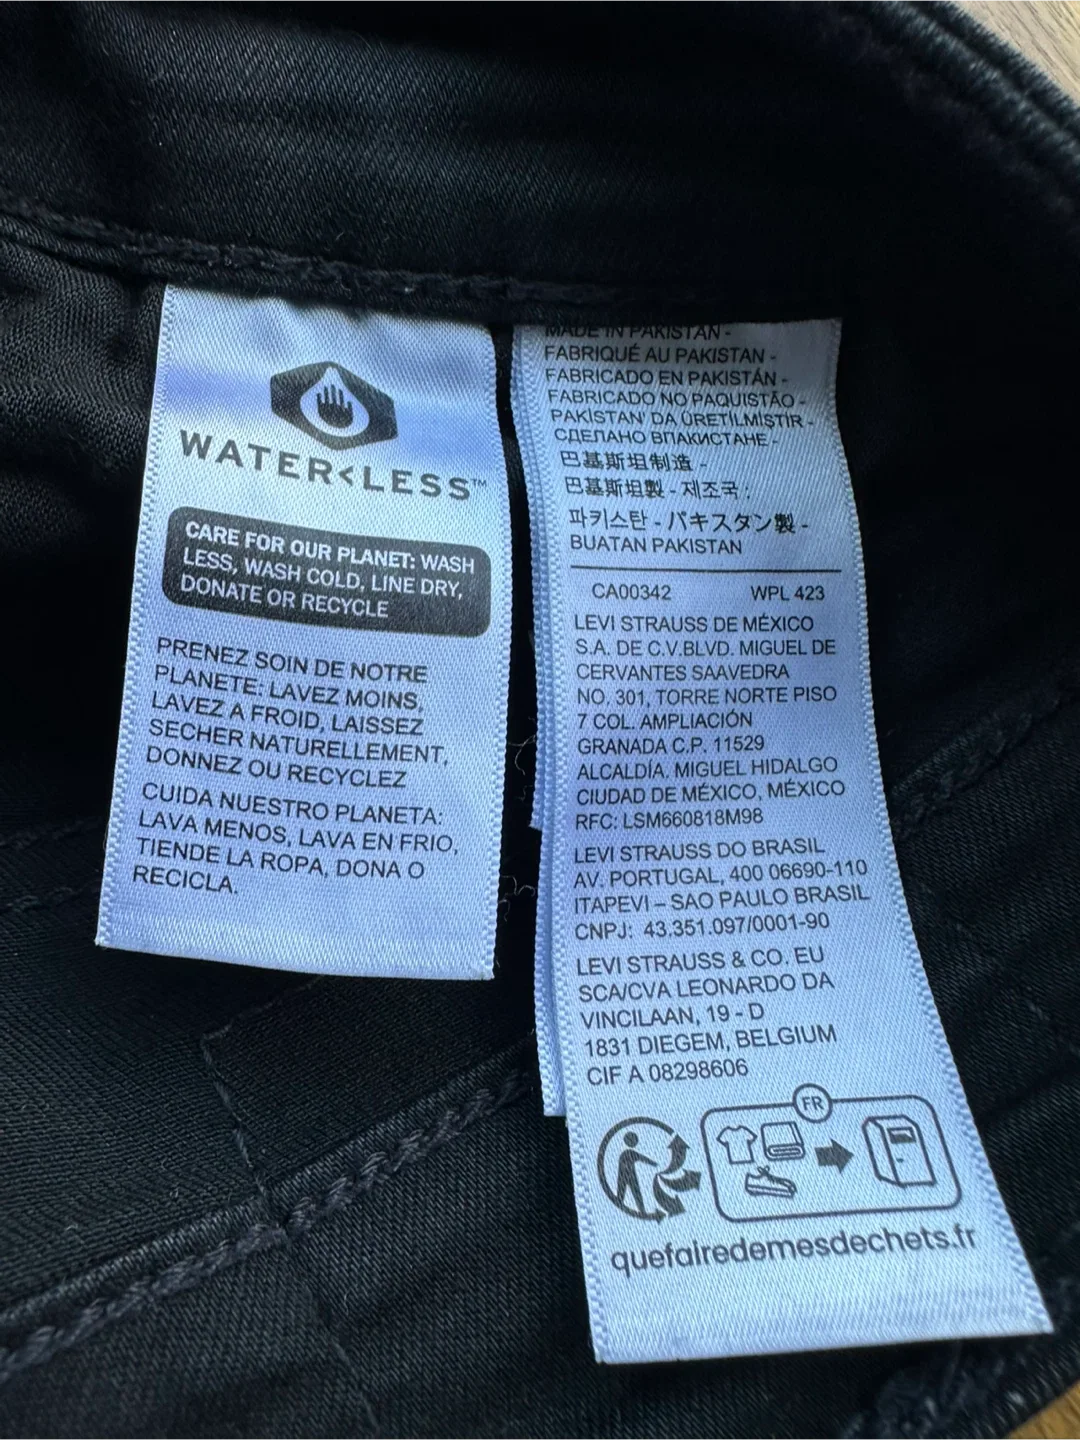 WATER<LESS™
CARE FOR OUR PLANET: WASH
LESS, WASH COLD, LINE DRY,
DONATE OR RECYCLE
PRENEZ SOIN DE NOTRE
PLANETE: LAVEZ MOINS,
LAVEZ A FROID, LAISSEZ
SECHER NATURELLEMENT,
DONNEZ OU RECYCLEZ
CUIDA NUESTRO PLANETA:
LAVA MENOS, LAVA EN FRIO,
TIENDE LA ROPA, DONA O
RECICLA.
MADE IN PAKISTAN -
FABRIQUÉ AU PAKISTAN -
FABRICADO EN PAKISTÁN -
FABRICADO NO PAQUISTÃO -
PAKISTAN' DA ÜRETİLMİŞTİR -
СДЕЛАНО ВПАКИСТАНЕ -
巴基斯坦制造 -
巴基斯坦製 - 제조국 :
파키스탄 - パキスタン製 -
BUATAN PAKISTAN
CA00342 WPL 423
LEVI STRAUSS DE MÉXICO
S.A. DE C.V.BLVD. MIGUEL DE
CERVANTES SAAVEDRA
NO. 301, TORRE NORTE PISO
7 COL. AMPLIACIÓN
GRANADA C.P. 11529
ALCALDÍA. MIGUEL HIDALGO
CIUDAD DE MÉXICO, MÉXICO
RFC: LSM660818M98
LEVI STRAUSS DO BRASIL
AV. PORTUGAL, 400 06690-110
ITAPEVI – SAO PAULO BRASIL
CNPJ: 43.351.097/0001-90
LEVI STRAUSS & CO. EU
SCA/CVA LEONARDO DA
VINCILAAN, 19 - D
1831 DIEGEM, BELGIUM
CIF A 08298606
FR
quefairedemesdechets.fr